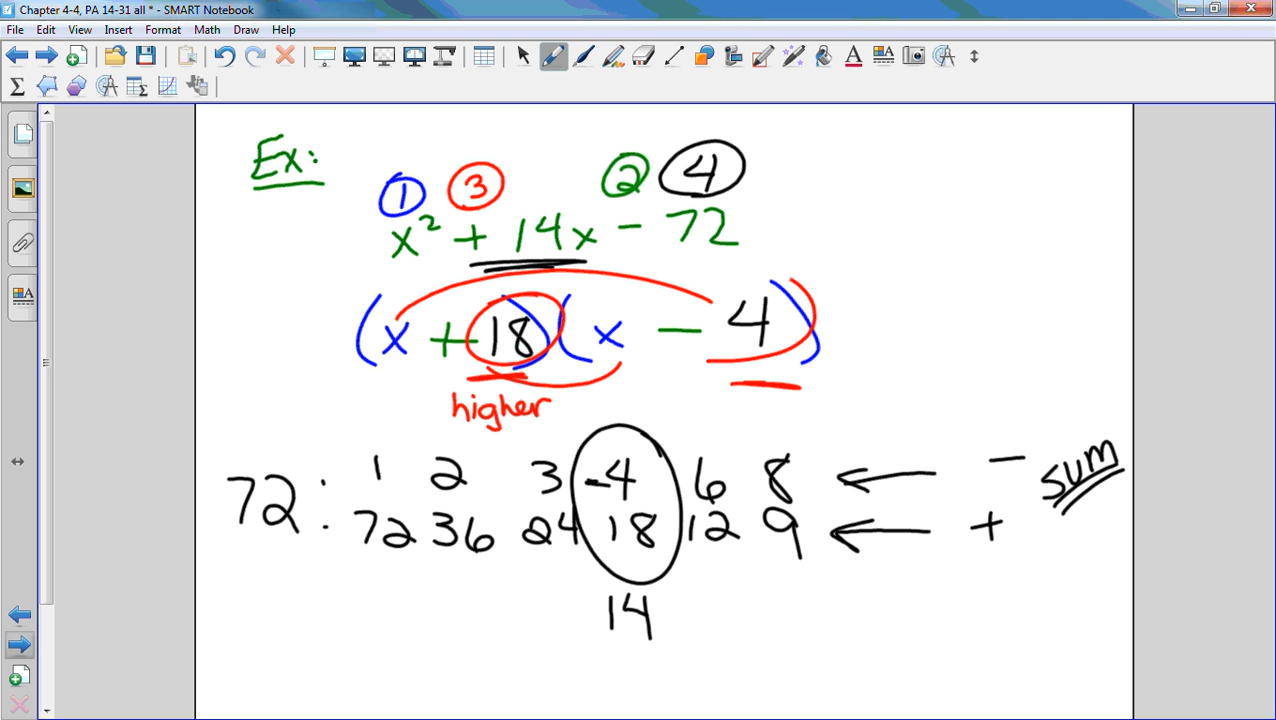 Chapter 4-4, PA 14-31 all * - SMART Notebook
File Edit View Insert Format Math Draw Help
Ex:
1 3 2 4
x² + 14x - 72
(x + 18)(x - 4)
higher
72: 1 2 3 -4 6 8 ← - sum
72 36 24 18 12 9 ← +
14